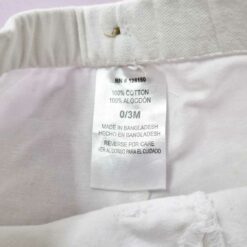 100% COTTON
100% ALGODON
0/3M
MADE IN BANGLADESH
HECHO EN BANGLADESH
REVERSE FOR CARE
VER AL DORSO PARA EL CUIDADO